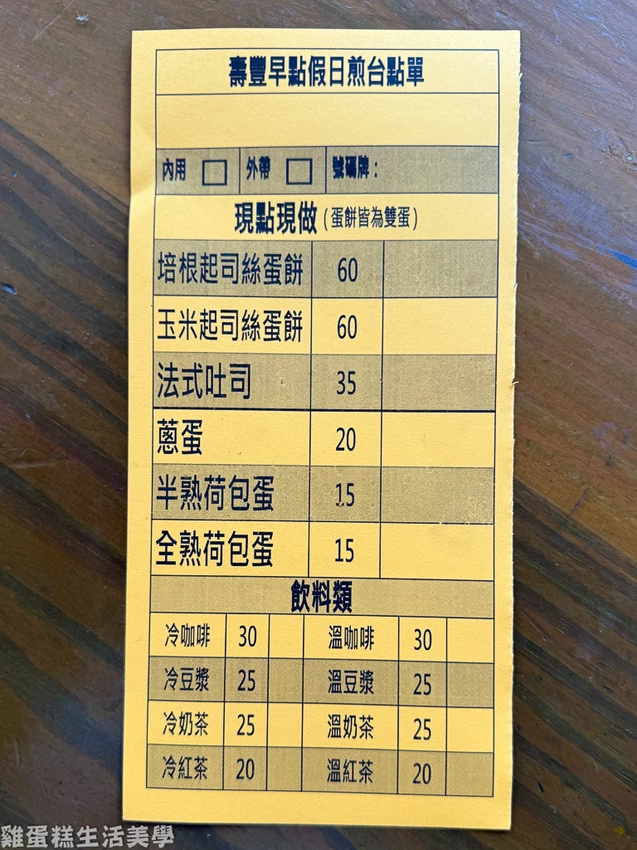 壽豐早點假日煎台點單
內用 □ 外帶 □ 號碼牌：
現點現做(蛋餅皆為雙蛋)
培根起司絲蛋餅 60
玉米起司絲蛋餅 60
法式吐司 35
蔥蛋 20
半熟荷包蛋 15
全熟荷包蛋 15
飲料類
冷咖啡 30 溫咖啡 30
冷豆漿 25 溫豆漿 25
冷奶茶 25 溫奶茶 25
冷紅茶 20 溫紅茶 20
雞蛋糕生活美學